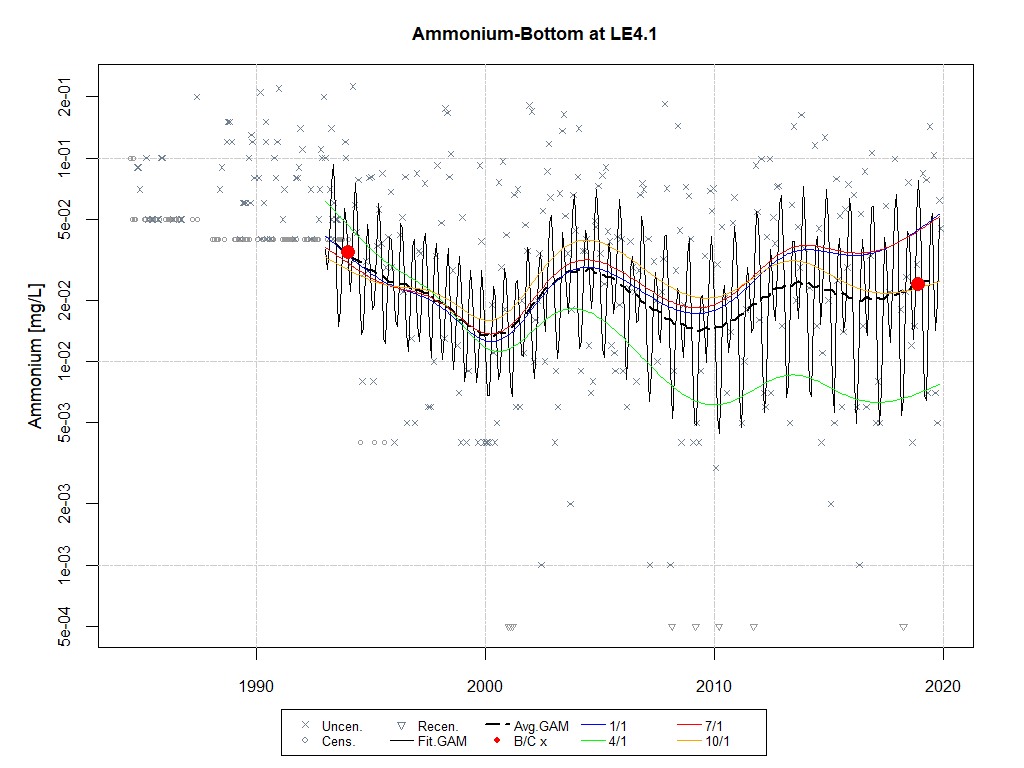 Ammonium-Bottom at LE4.1
Ammonium [mg/L]
2e-01
1e-01
5e-02
2e-02
1e-02
5e-03
2e-03
1e-03
5e-04
1990 2000 2010 2020
Uncen. Recen. Avg.GAM 1/1 7/1
Cens. Fit.GAM B/C x 4/1 10/1